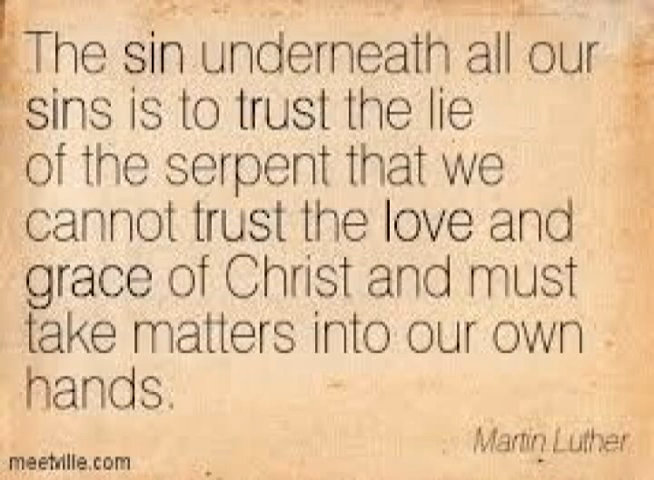 The sin underneath all our
sins is to trust the lie
of the serpent that we
cannot trust the love and
grace of Christ and must
take matters into our own
hands.
Martin Luther
meetville.com